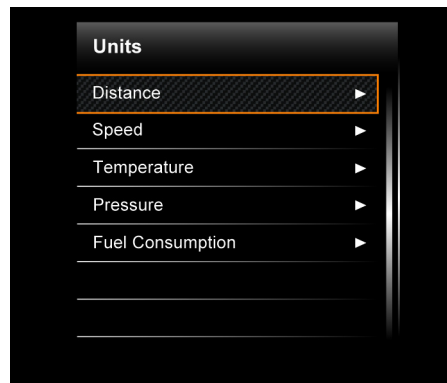 Units
Distance
Speed
Temperature
Pressure
Fuel Consumption